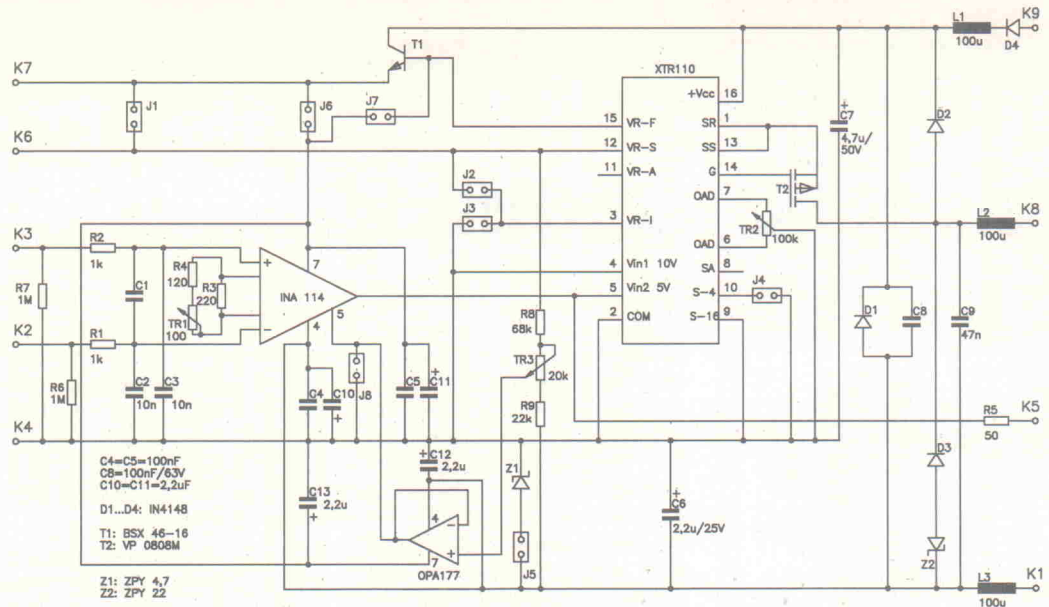 K9
L1
100u
D4
T1
K7
XTR110
+Vcc
16
J1
J6
J7
15
VR-F
SR
1
C7
+
4,7u/
50V
D2
K6
12
VR-S
SS
13
11
VR-A
G
14
T2
J2
OAD
7
J3
3
VR-I
TR2
100k
L2
100u
K8
K3
R2
1k
OAD
6
4
Vin1 10V
SA
8
5
Vin2 5V
S-4
10
J4
2
COM
S-16
9
R7
1M
C1
R4
120
R3
220
TR1
100
+
-
INA 114
7
4
5
K2
R1
1k
R8
68k
D1
C8
C9
47n
TR3
20k
R6
1M
C2
10n
C3
10n
C4
C10
+
J8
C5
C11
+
R9
22k
K4
R5
50
K5
C4=C5=100nF
C8=100nF/63V
C10=C11=2,2uF
D1...D4: IN4148
T1: BSX 46-16
T2: VP 0808M
Z1: ZPY 4,7
Z2: ZPY 22
C12
+
2,2u
C13
2,2u
+
4
-
+
7
OPA177
Z1
J5
C6
+
2,2u/25V
D3
Z2
L3
100u
K1